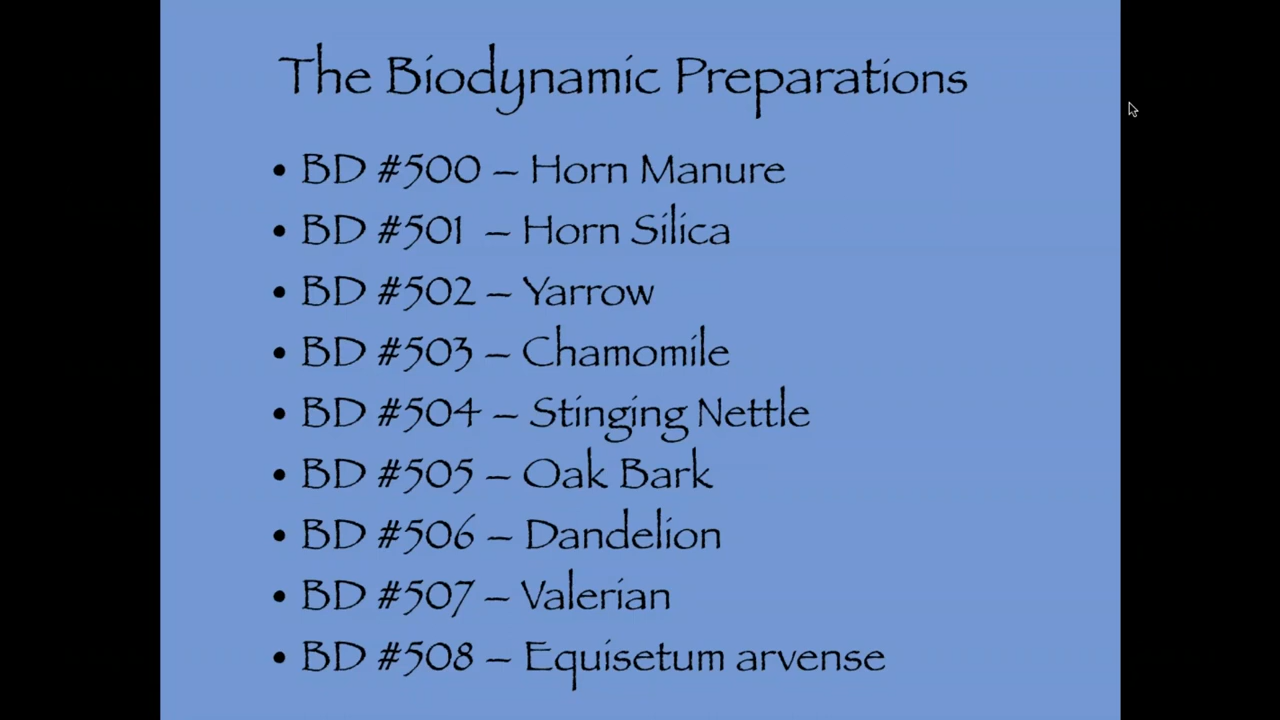 The Biodynamic Preparations
• BD #500 – Horn Manure
• BD #501 – Horn Silica
• BD #502 – Yarrow
• BD #503 – Chamomile
• BD #504 – Stinging Nettle
• BD #505 – Oak Bark
• BD #506 – Dandelion
• BD #507 – Valerian
• BD #508 – Equisetum arvense